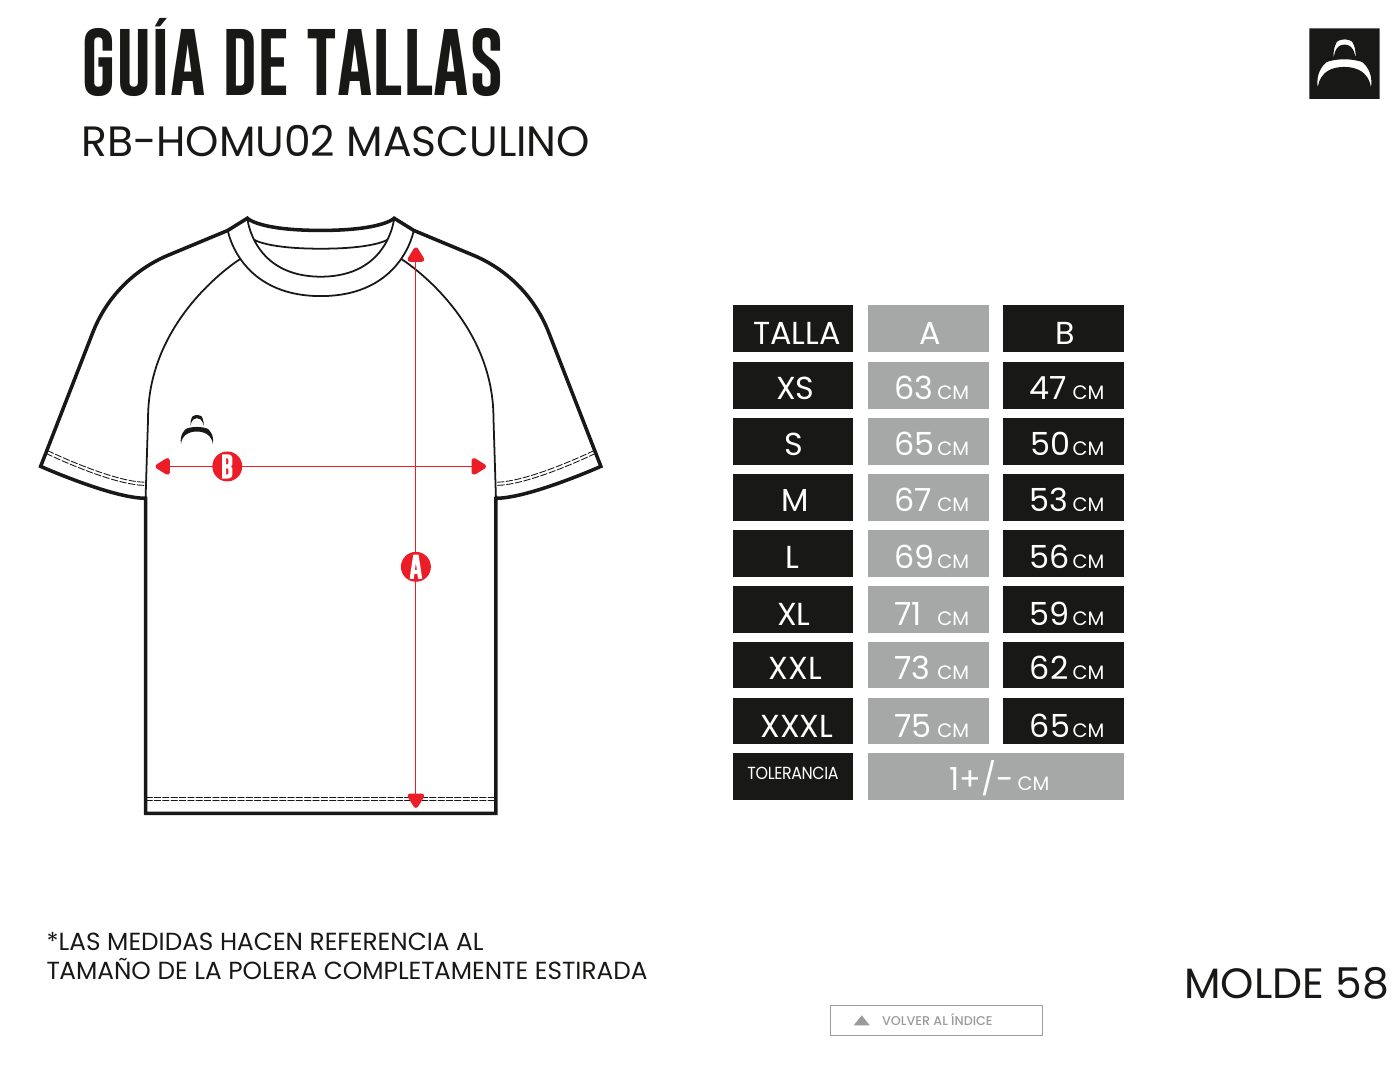 GUÍA DE TALLAS
RB-HOMU02 MASCULINO
B
A
TALLA A B
XS 63 CM 47 CM
S 65 CM 50 CM
M 67 CM 53 CM
L 69 CM 56 CM
XL 71 CM 59 CM
XXL 73 CM 62 CM
XXXL 75 CM 65 CM
TOLERANCIA 1+/- CM
*LAS MEDIDAS HACEN REFERENCIA AL
TAMAÑO DE LA POLERA COMPLETAMENTE ESTIRADA
MOLDE 58
VOLVER AL ÍNDICE